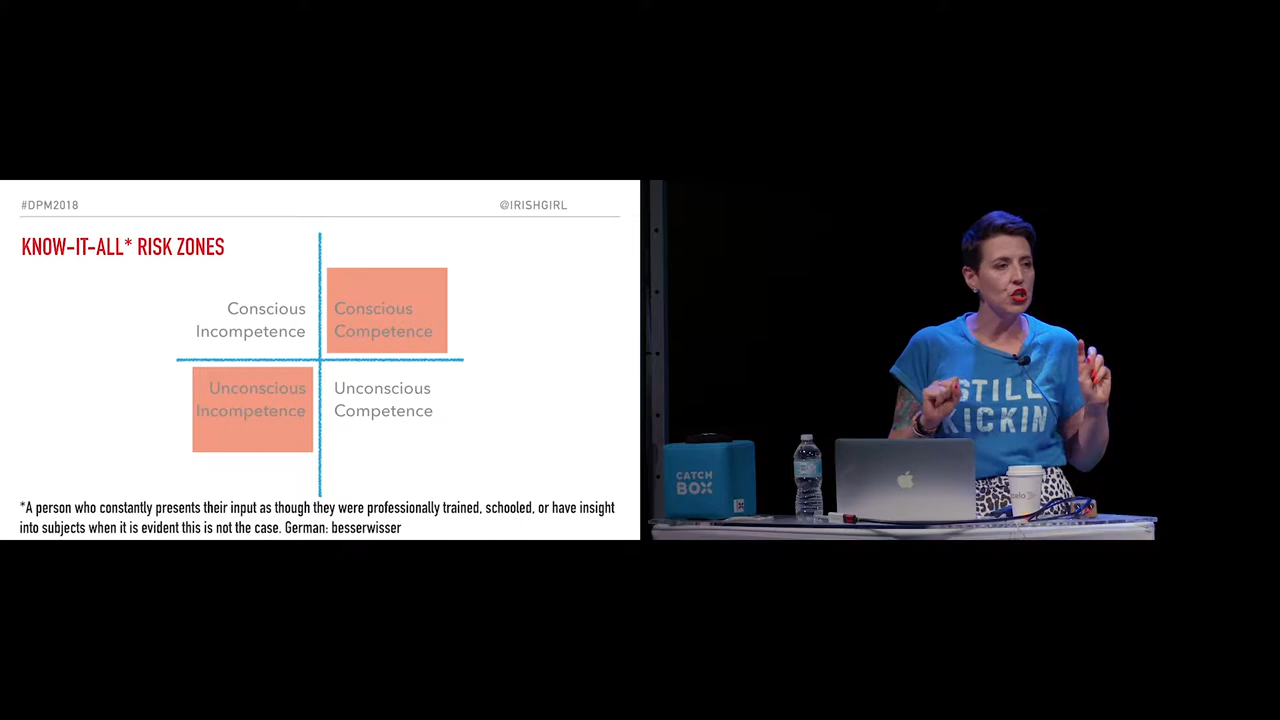 #DPM2018
@IRISHGIRL
KNOW-IT-ALL* RISK ZONES
Conscious
Incompetence
Conscious
Competence
Unconscious
Incompetence
Unconscious
Competence
*A person who constantly presents their input as though they were professionally trained, schooled, or have insight
into subjects when it is evident this is not the case. German: besserwisser
STILL
KICKIN
CATCH
BOX